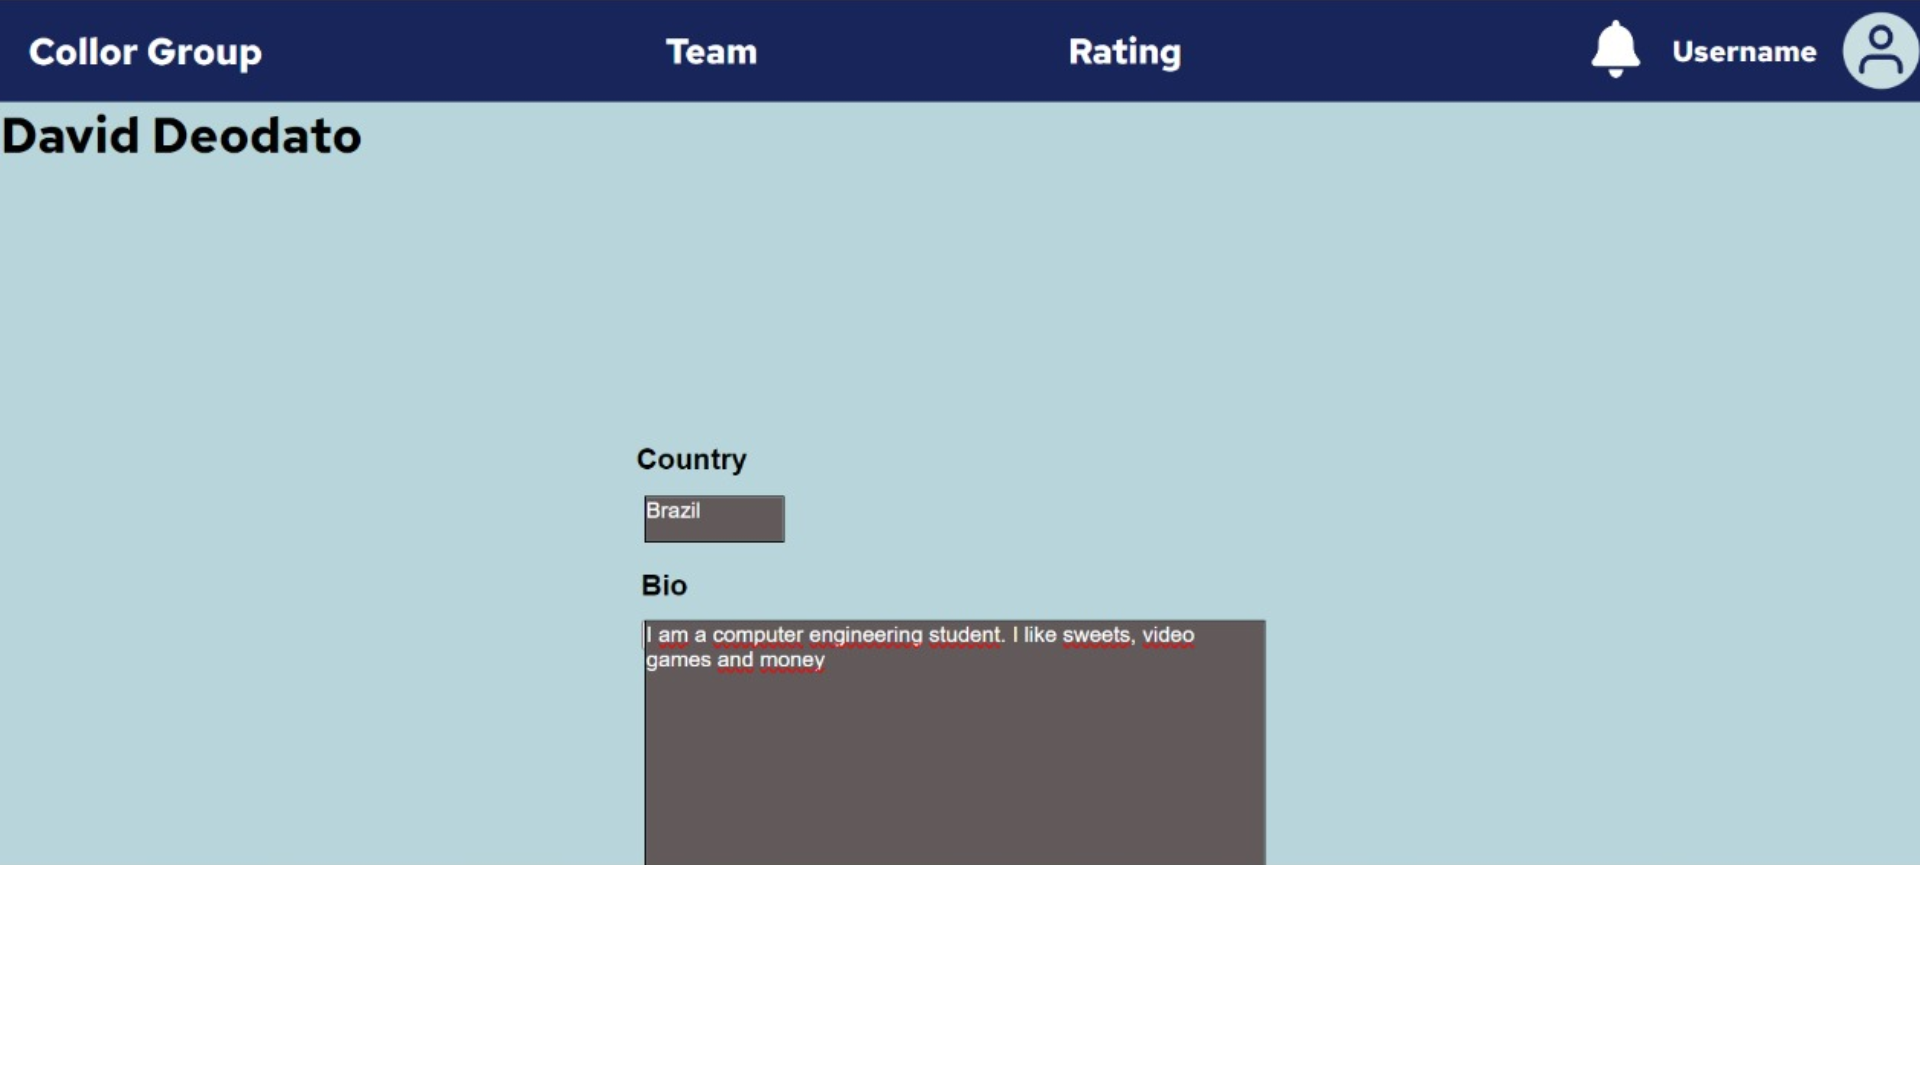 Collor Group
Team
Rating
Username
David Deodato
Country
Brazil
Bio
I am a computer engineering student. I like sweets, video
games and money